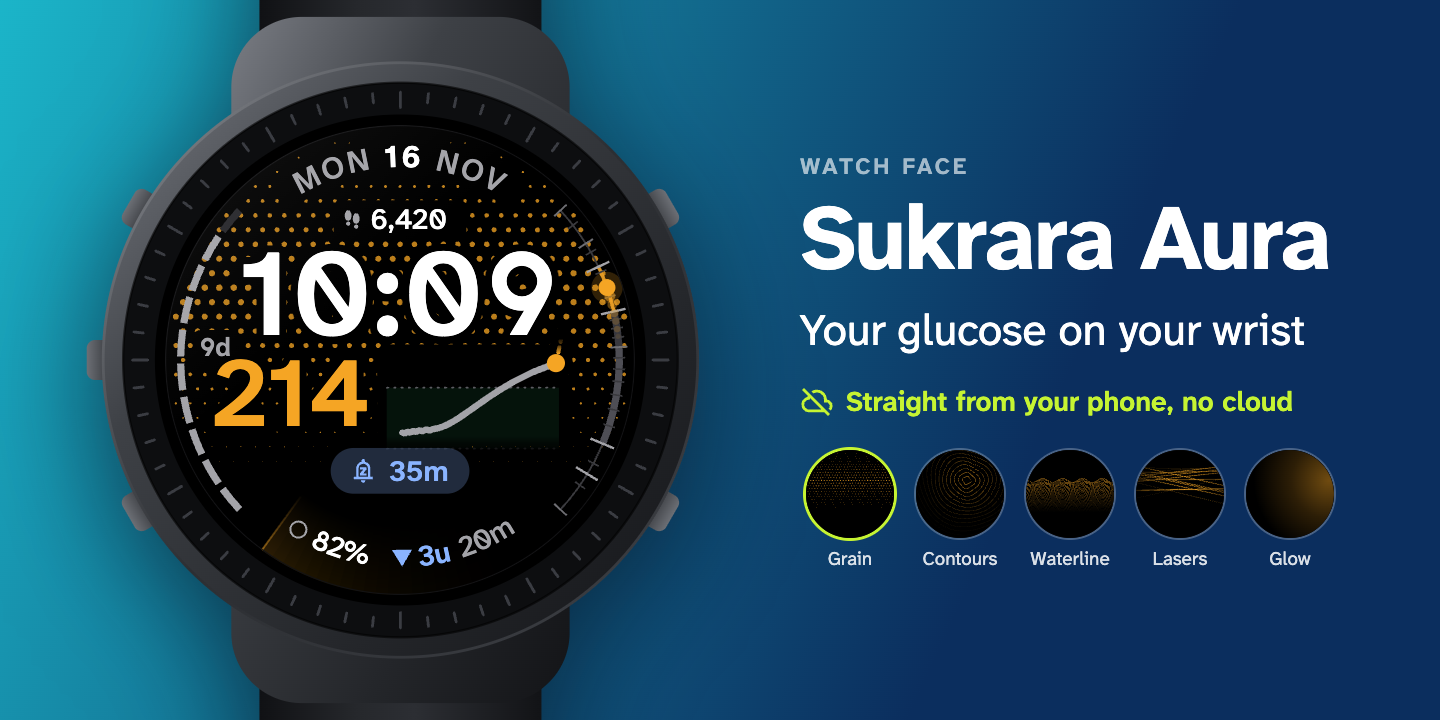 MON 16 NOV
6,420
10:09
9d
214
35m
82%
3u 20m
WATCH FACE
Sukrara Aura
Your glucose on your wrist
Straight from your phone, no cloud
Grain
Contours
Waterline
Lasers
Glow